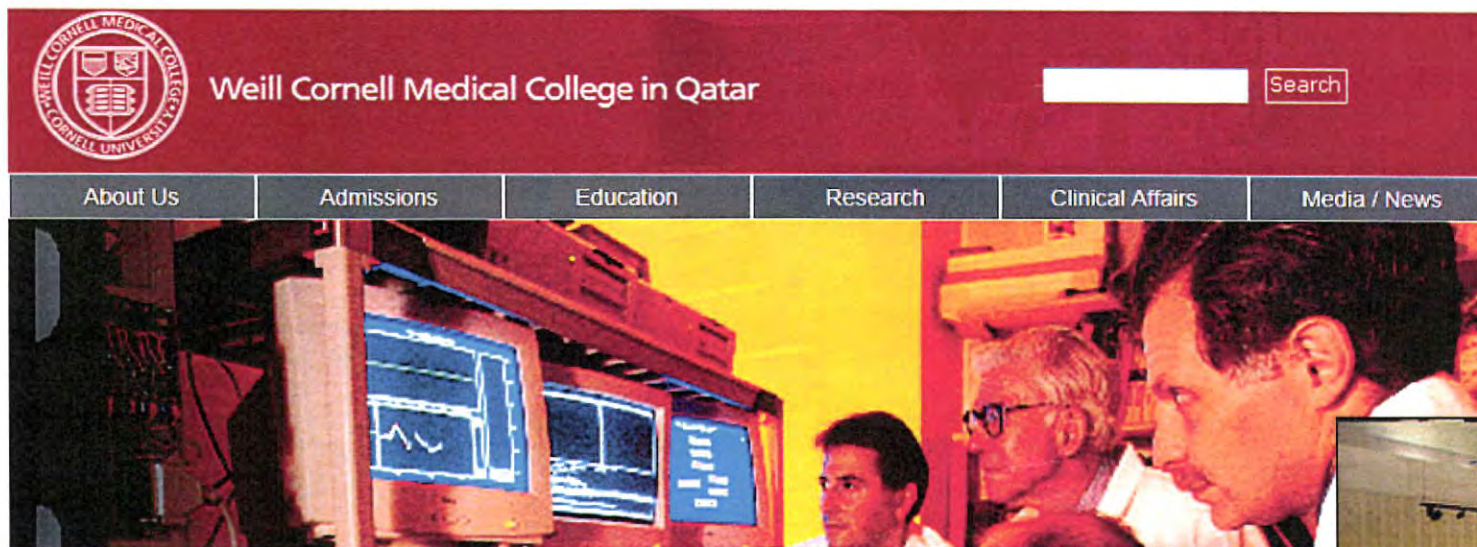 WEILL CORNELL MEDICAL COLLEGE
CORNELL UNIVERSITY
Weill Cornell Medical College in Qatar
Search
About Us Admissions Education Research Clinical Affairs Media / News